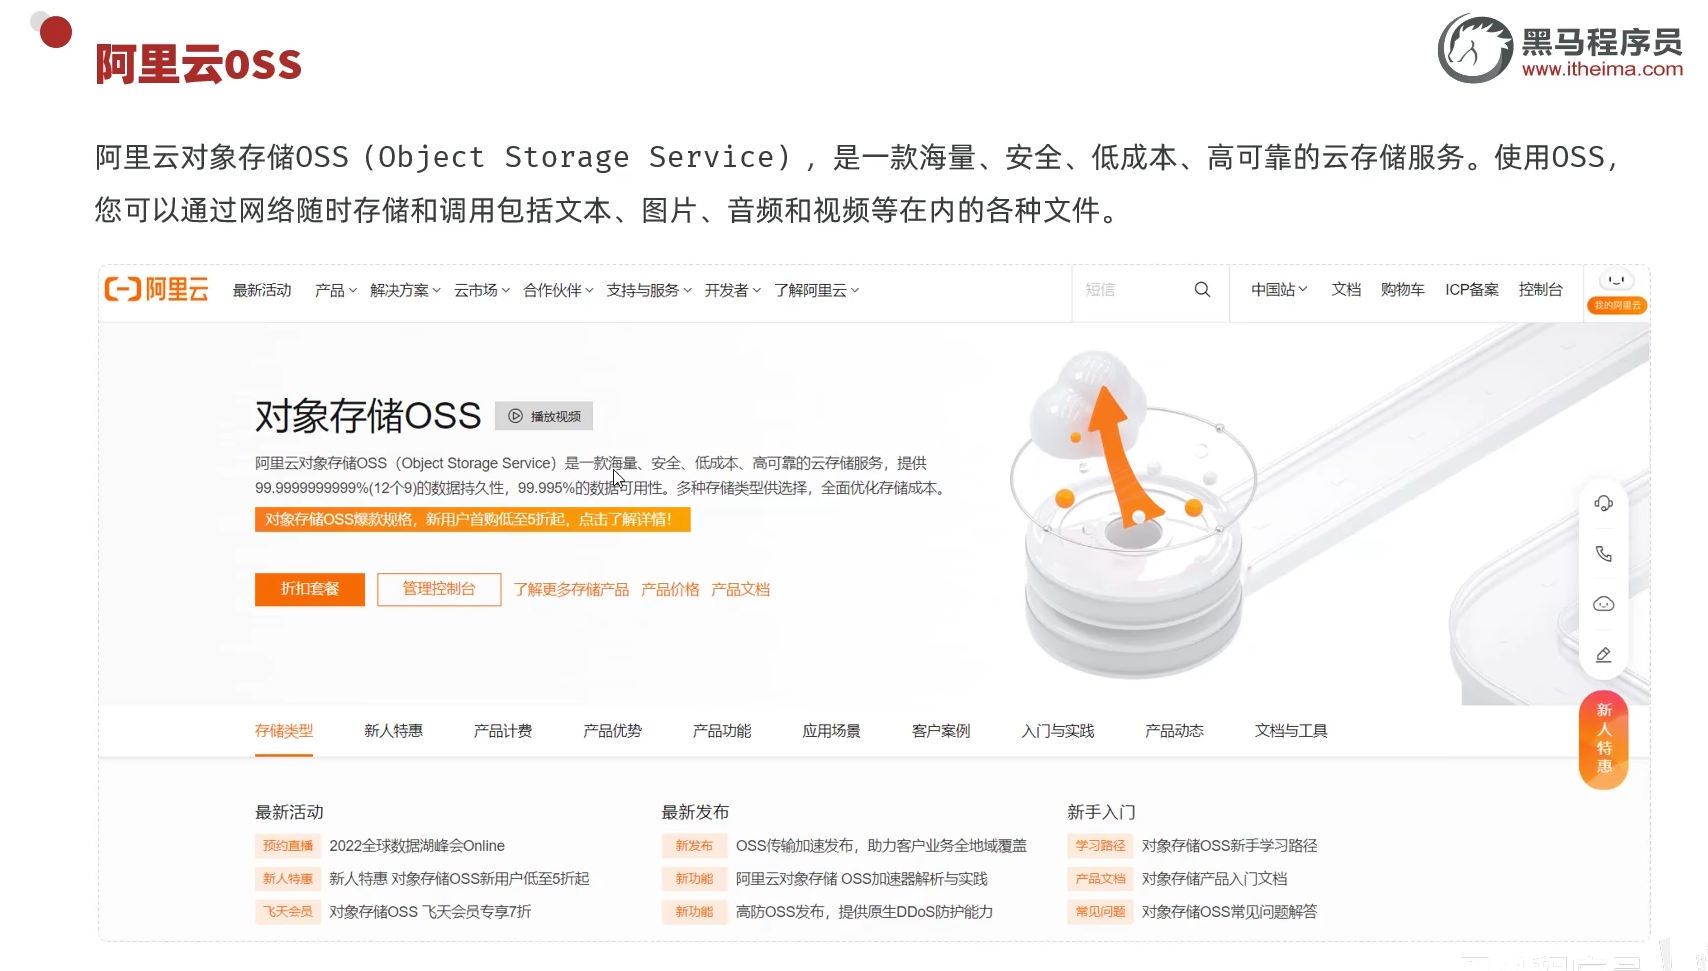 阿里云OSS
黑马程序员
www.itheima.com
阿里云对象存储OSS（Object Storage Service），是一款海量、安全、低成本、高可靠的云存储服务。使用OSS，
您可以通过网络随时存储和调用包括文本、图片、音频和视频等在内的各种文件。
阿里云 最新活动 产品 解决方案 云市场 合作伙伴 支持与服务 开发者 了解阿里云 短信 中国站 文档 购物车 ICP备案 控制台
我的阿里云
对象存储OSS 播放视频
阿里云对象存储OSS（Object Storage Service）是一款海量、安全、低成本、高可靠的云存储服务，提供
99.9999999999%(12个9)的数据持久性，99.995%的数据可用性。多种存储类型供选择，全面优化存储成本。
对象存储OSS爆款规格，新用户首购低至5折起，点击了解详情！
折扣套餐 管理控制台 了解更多存储产品 产品价格 产品文档
存储类型 新人特惠 产品计费 产品优势 产品功能 应用场景 客户案例 入门与实践 产品动态 文档与工具
新人特惠
最新活动
预约直播 2022全球数据湖峰会Online
新人特惠 新人特惠 对象存储OSS新用户低至5折起
飞天会员 对象存储OSS 飞天会员专享7折
最新发布
新发布 OSS传输加速发布，助力客户业务全地域覆盖
新功能 阿里云对象存储 OSS加速器解析与实践
新功能 高防OSS发布，提供原生DDoS防护能力
新手入门
学习路径 对象存储OSS新手学习路径
产品文档 对象存储产品入门文档
常见问题 对象存储OSS常见问题解答